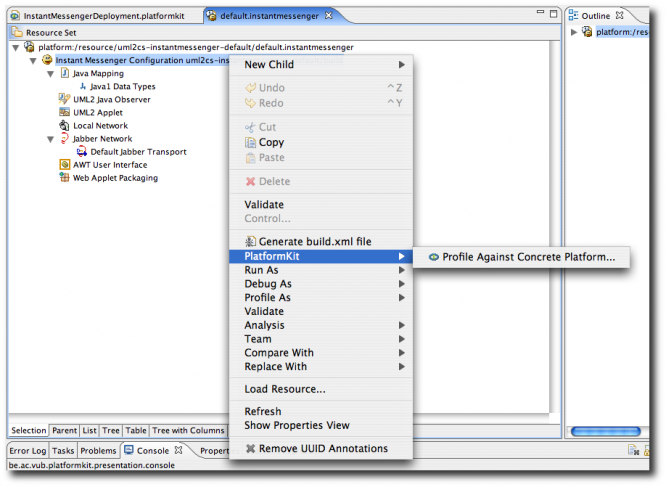 InstantMessengerDeployment.platformkit
default.instantmessenger
Outline
Resource Set
platform:/resource/uml2cs-instantmessenger-default/default.instantmessenger
platform:/res
Instant Messenger Configuration uml2cs-ins
Java Mapping
Java1 Data Types
UML2 Java Observer
UML2 Applet
Local Network
Jabber Network
Default Jabber Transport
AWT User Interface
Web Applet Packaging
New Child
Undo ^Z
Redo ^Y
Cut
Copy
Paste
Delete
Validate
Control...
Generate build.xml file
PlatformKit
Profile Against Concrete Platform...
Run As
Debug As
Profile As
Validate
Analysis
Team
Compare With
Replace With
Load Resource...
Refresh
Show Properties View
Remove UUID Annotations
Selection Parent List Tree Table Tree with Columns
Error Log Tasks Problems Console Propert
be.ac.vub.platformkit.presentation.console